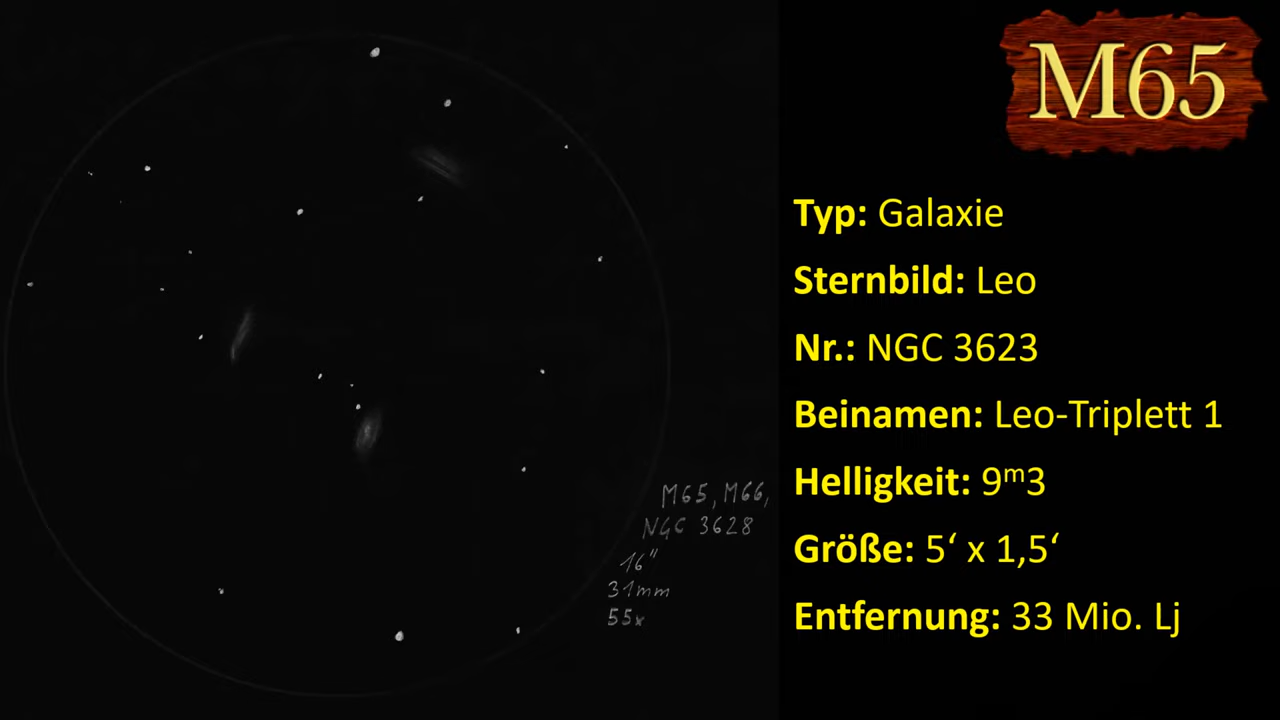 M65
Typ: Galaxie
Sternbild: Leo
Nr.: NGC 3623
Beinamen: Leo-Triplett 1
Helligkeit: 9ᵐ3
Größe: 5‘ x 1,5‘
Entfernung: 33 Mio. Lj
M65, M66,
NGC 3628
16"
31mm
55x